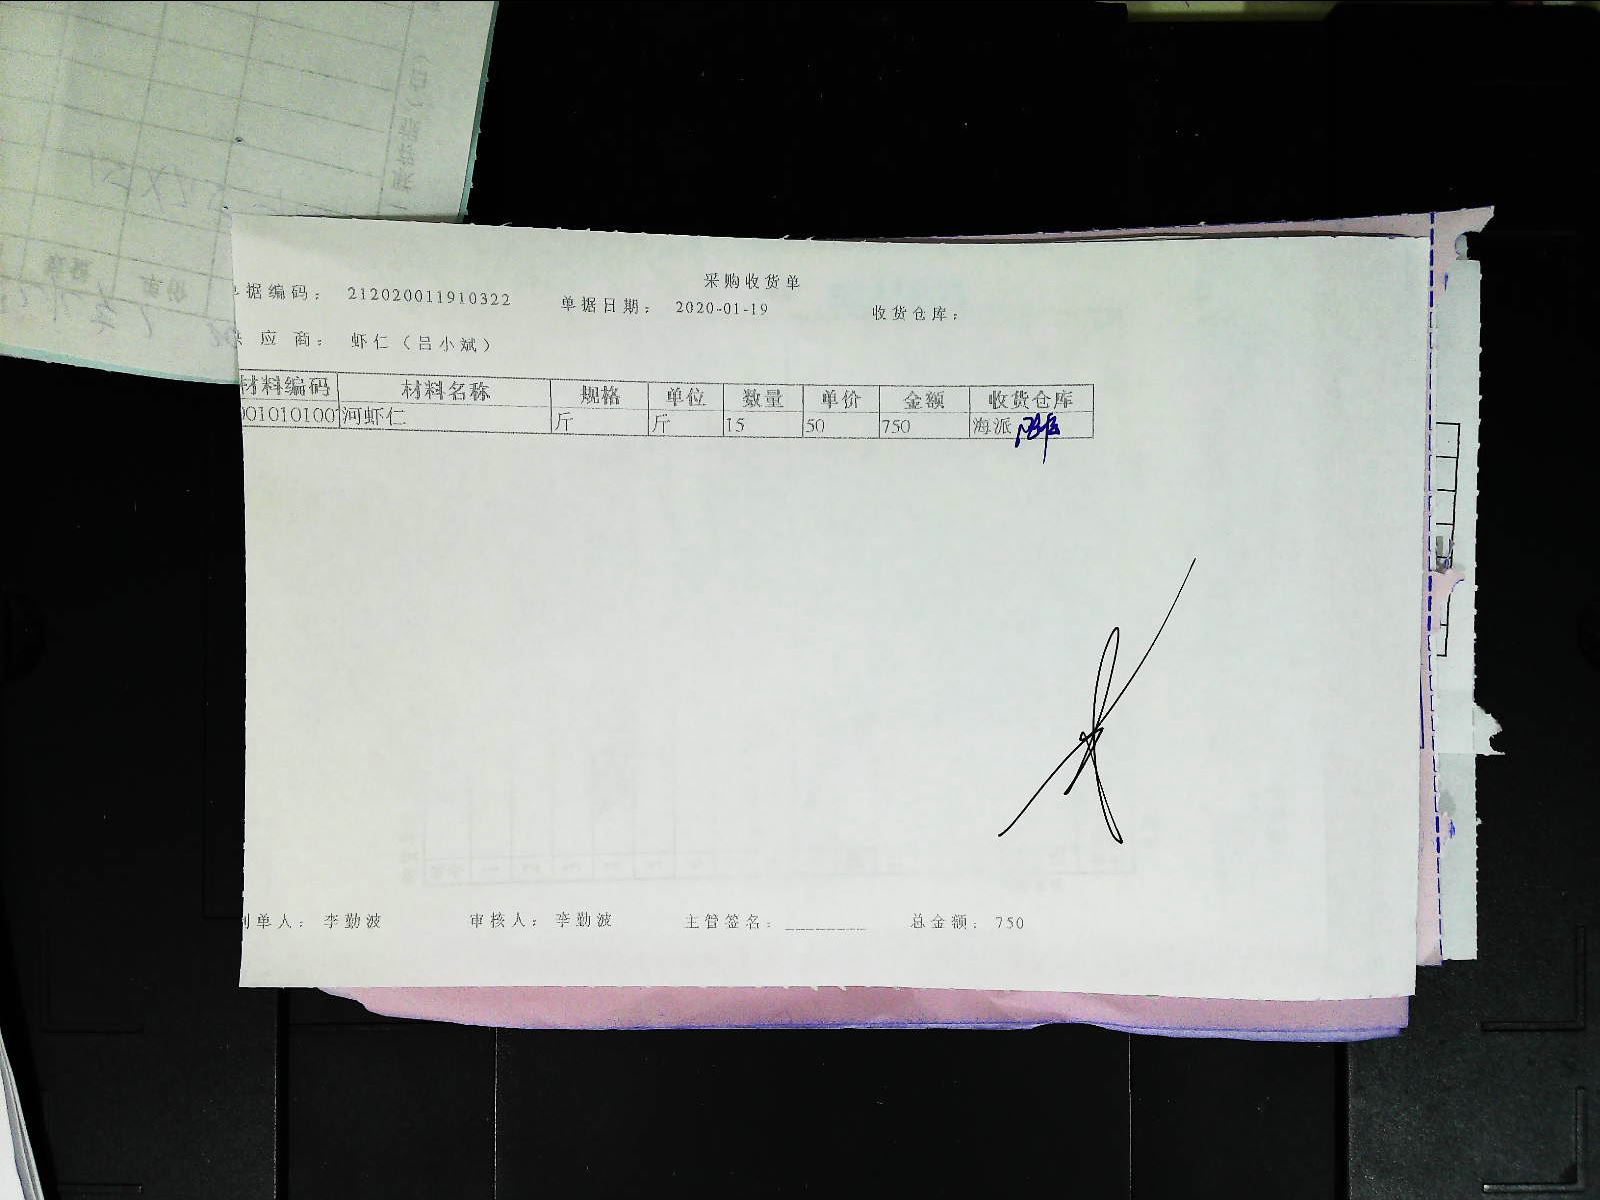 采购收货单
据编码： 212020011910322 单据日期： 2020-01-19 收货仓库：
应 商： 虾仁（吕小斌）
材料编码 材料名称 规格 单位 数量 单价 金额 收货仓库
001010100 河虾仁 斤 斤 15 50 750 海派
单人： 李勤波 审核人： 李勤波 主管签名： ________ 总金额： 750